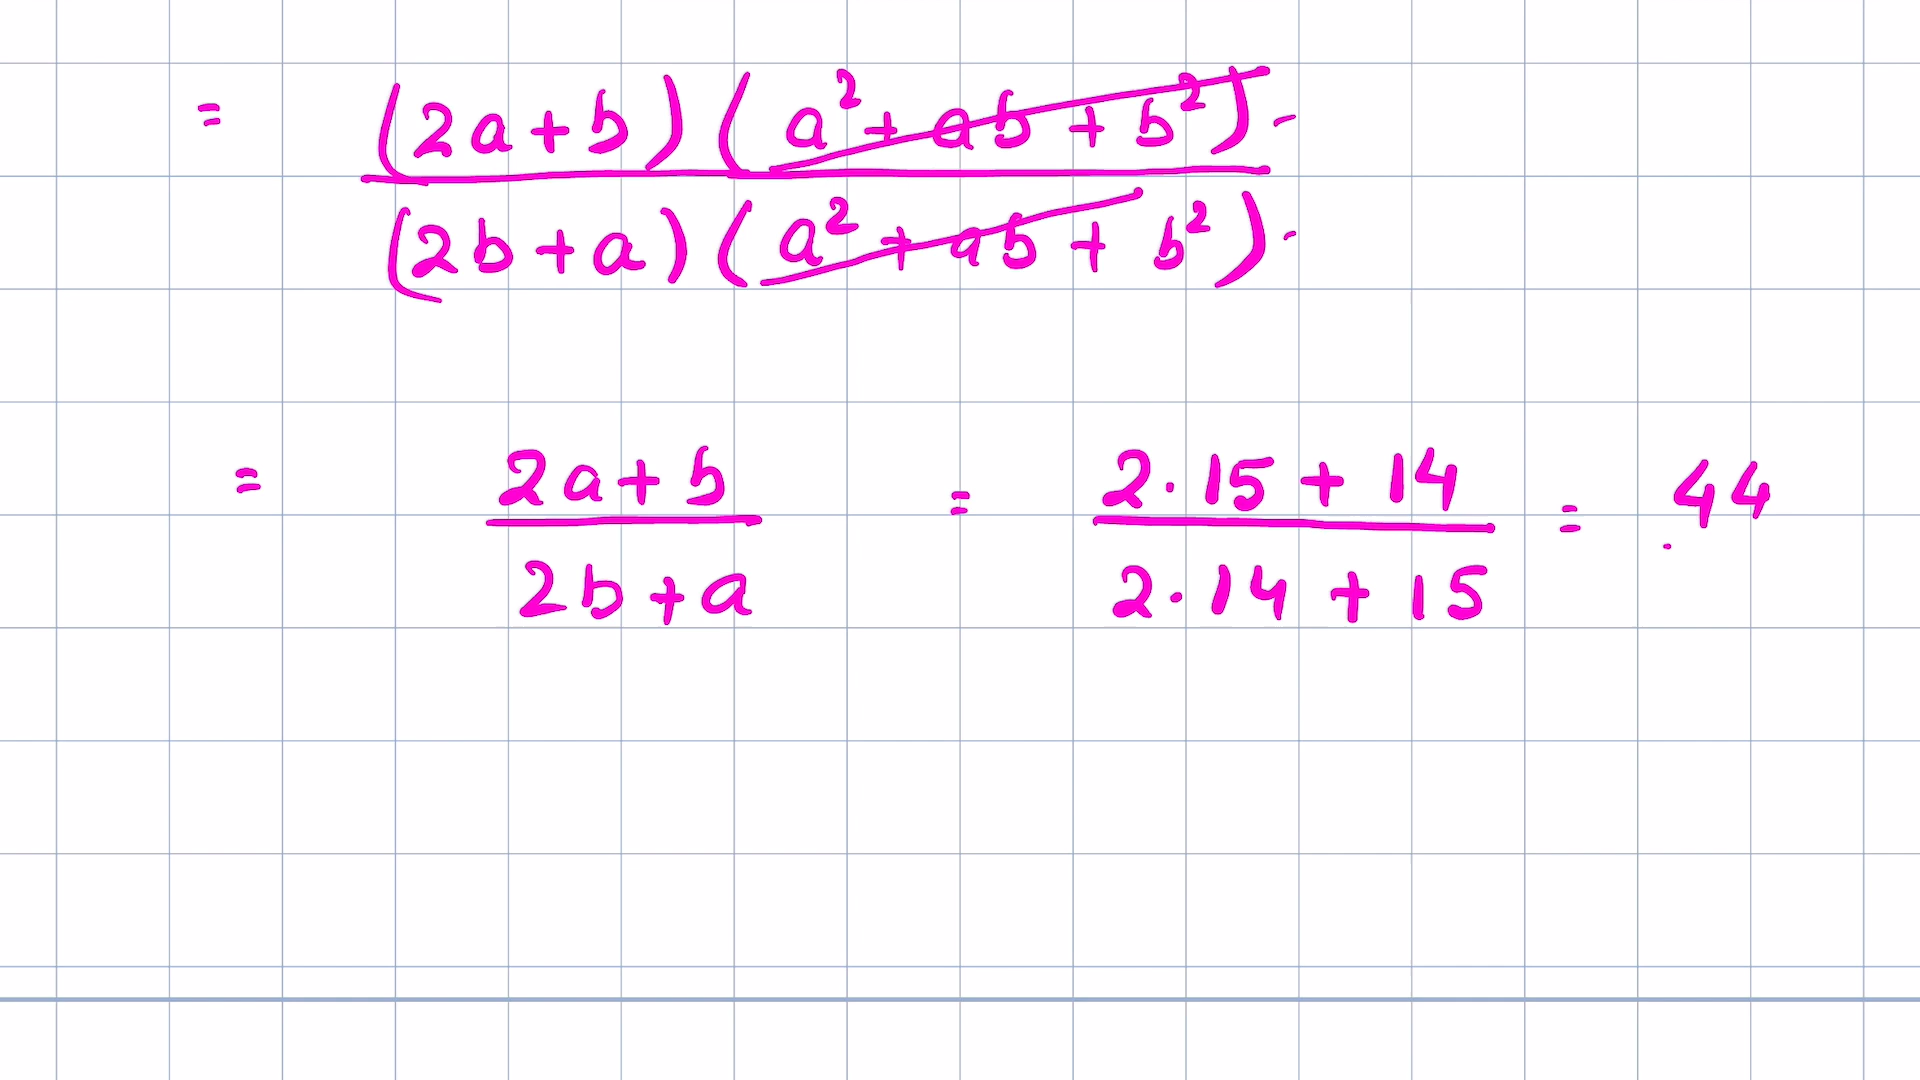 = (2a+b)(a²+ab+b²)
(2b+a)(a²+ab+b²)
= 2a+b = 2·15+14 = 44
2b+a 2·14+15